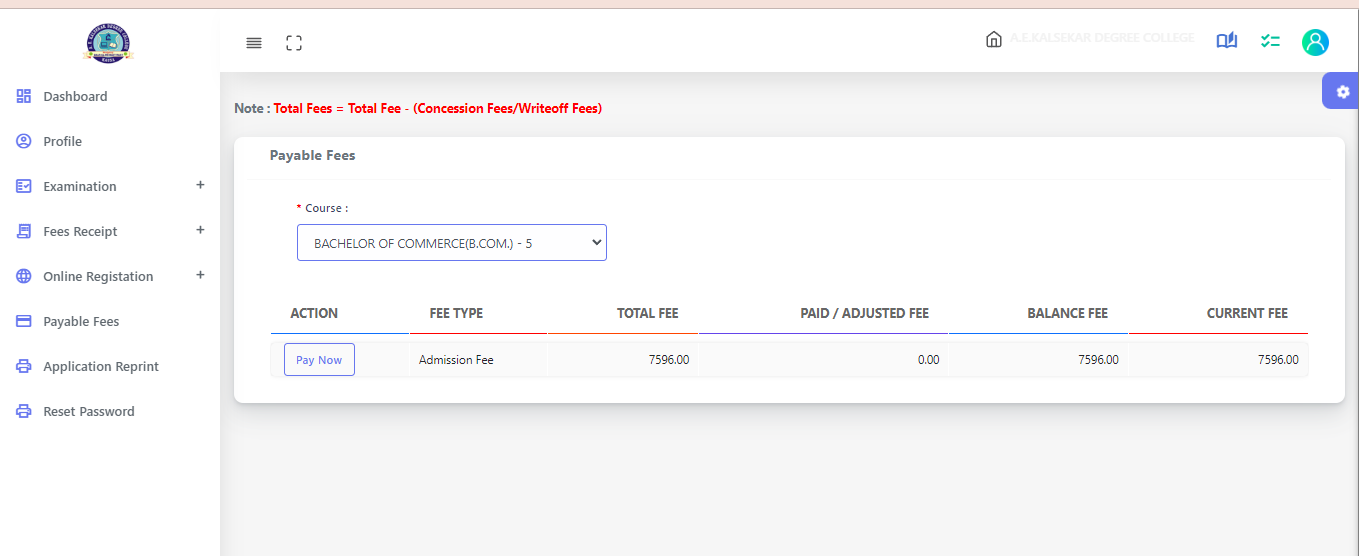 A.E.KALSEKAR DEGREE COLLEGE
Dashboard
Profile
Examination +
Fees Receipt +
Online Registation +
Payable Fees
Application Reprint
Reset Password
Note : Total Fees = Total Fee - (Concession Fees/Writeoff Fees)
Payable Fees
* Course :
BACHELOR OF COMMERCE(B.COM.) - 5
ACTION FEE TYPE TOTAL FEE PAID / ADJUSTED FEE BALANCE FEE CURRENT FEE
Pay Now Admission Fee 7596.00 0.00 7596.00 7596.00